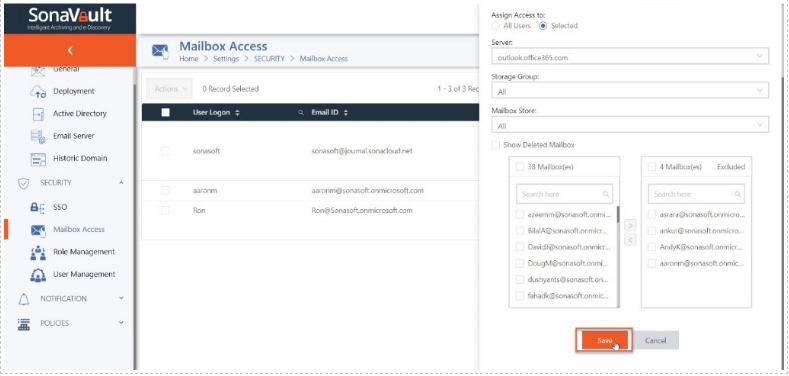 SonaVault
Intelligent Archiving and e-Discovery
General
Deployment
Active Directory
Email Server
Historic Domain
SECURITY
SSO
Mailbox Access
Role Management
User Management
NOTIFICATION
POLICIES
Mailbox Access
Home > Settings > SECURITY > Mailbox Access
Actions 0 Record Selected 1 - 3 of 3 Rec
User Logon Email ID
sonasoft sonasoft@journal.sonacloud.net
aaronm aaronm@sonasoft.onmicrosoft.com
Ron Ron@Sonasoft.onmicrosoft.com
Assign Access to:
All Users Selected
Server:
outlook.office365.com
Storage Group:
All
Mailbox Store:
All
Show Deleted Mailbox
38 Mailbox(es)
Search here
azeemm@sonasoft.onmi...
BilalA@sonasoft.onmicr...
DavidJ@sonasoft.onmicr...
DougM@sonasoft.onmi...
dushyants@sonasoft.on...
fahadk@sonasoft.onmic...
>
<
4 Mailbox(es) Excluded
Search here
asrara@sonasoft.onmicro...
ankur@sonasoft.onmicro...
AndyK@sonasoft.onmicr...
aaronm@sonasoft.onmic...
Save Cancel